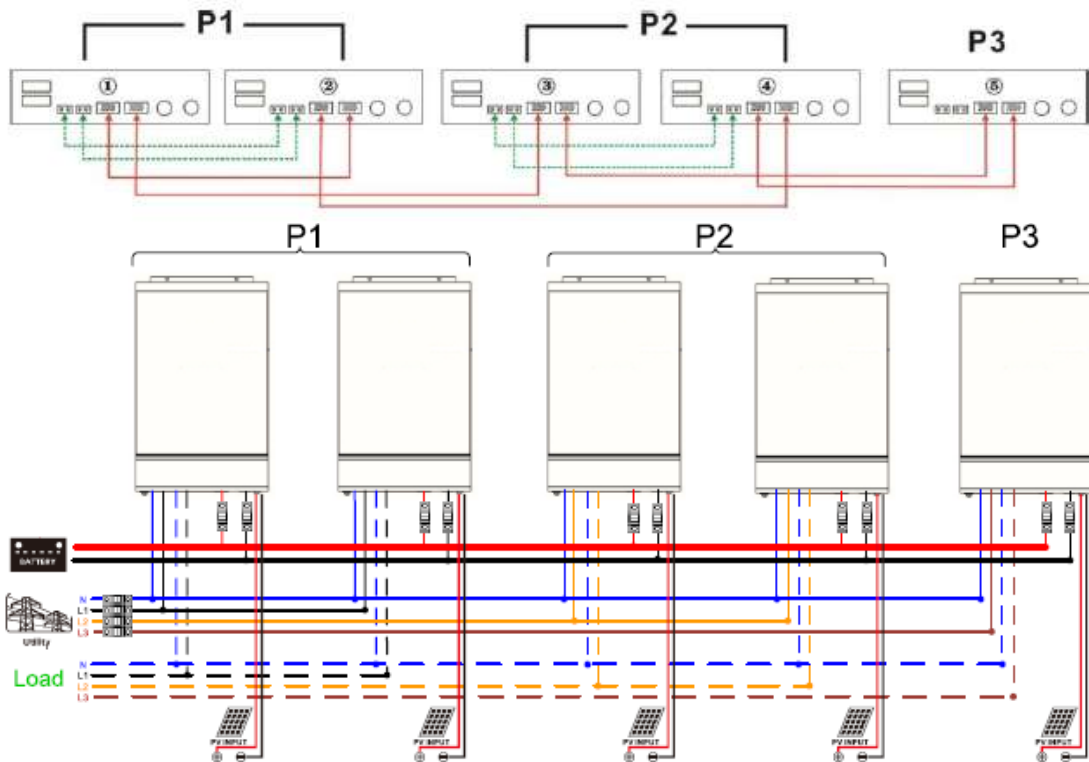 P1
P2
P3
①
②
③
④
⑤
P1
P2
P3
BATTERY
N
L1
L2
L3
Utility
Load
N
L1
L2
L3
PV INPUT
PV INPUT
PV INPUT
PV INPUT
PV INPUT